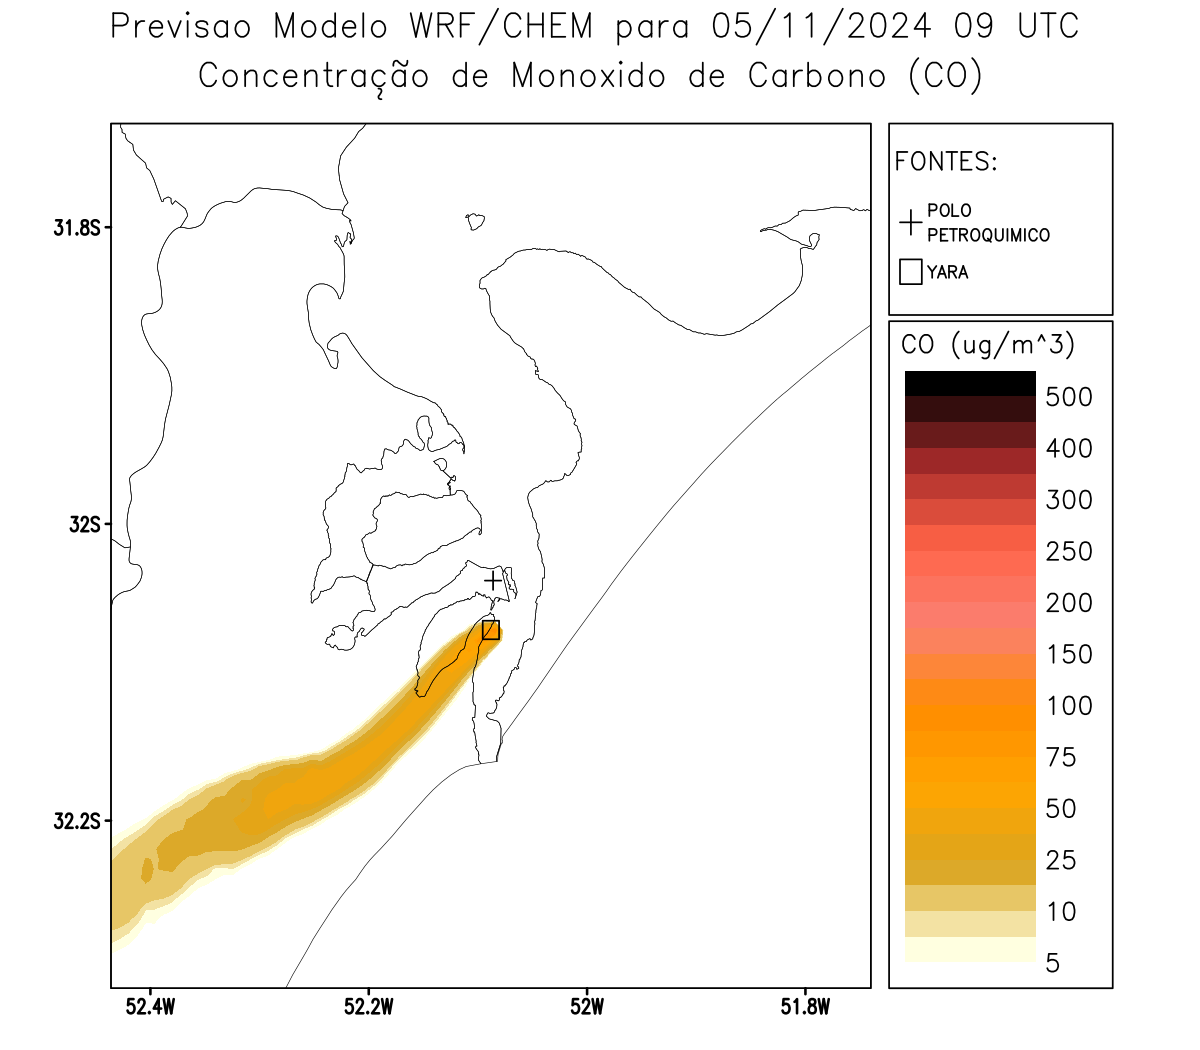 Previsao Modelo WRF/CHEM para 05/11/2024 09 UTC
Concentração de Monoxido de Carbono (CO)
FONTES:
POLO
PETROQUIMICO
YARA
CO (ug/m^3)
500
400
300
250
200
150
100
75
50
25
10
5
31.8S
32S
32.2S
52.4W
52.2W
52W
51.8W